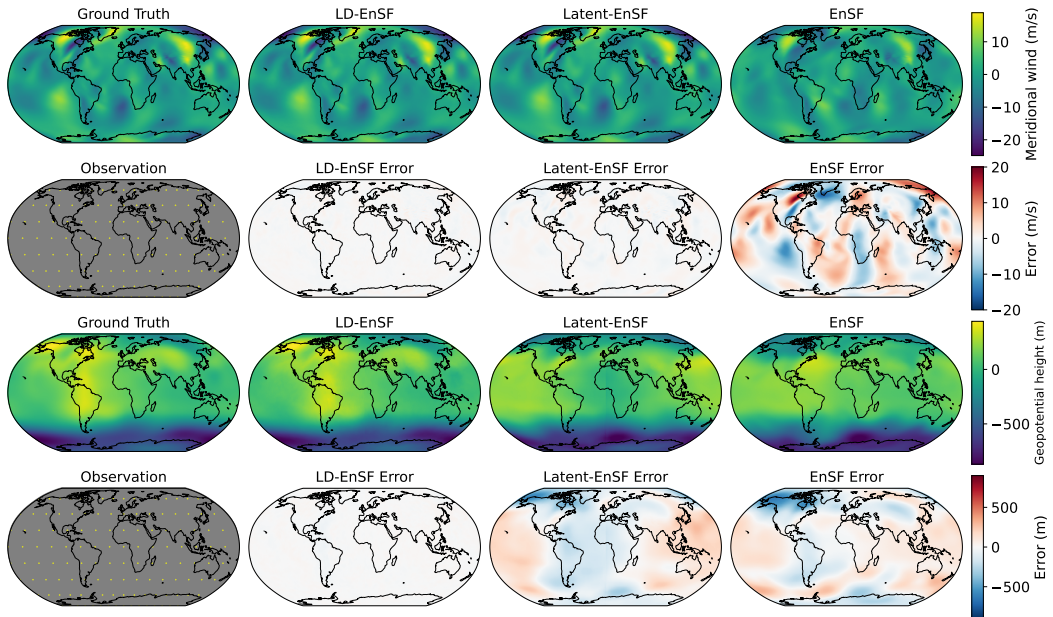 Ground Truth
LD-EnSF
Latent-EnSF
EnSF
10
0
−10
−20
Meridional wind (m/s)
Observation
LD-EnSF Error
Latent-EnSF Error
EnSF Error
20
10
0
−10
−20
Error (m/s)
Ground Truth
LD-EnSF
Latent-EnSF
EnSF
0
−500
Geopotential height (m)
Observation
LD-EnSF Error
Latent-EnSF Error
EnSF Error
500
0
−500
Error (m)